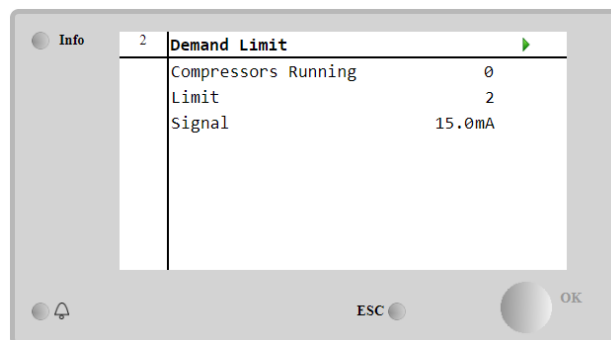 Info
2 Demand Limit
Compressors Running 0
Limit 2
Signal 15.0mA
ESC OK